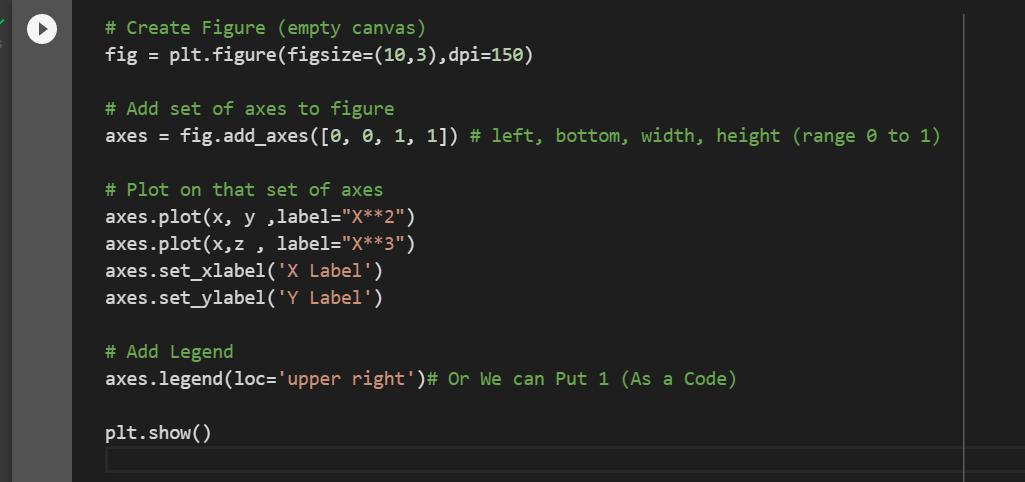 # Create Figure (empty canvas)
fig = plt.figure(figsize=(10,3),dpi=150)
# Add set of axes to figure
axes = fig.add_axes([0, 0, 1, 1]) # left, bottom, width, height (range 0 to 1)
# Plot on that set of axes
axes.plot(x, y ,label="X**2")
axes.plot(x,z , label="X**3")
axes.set_xlabel('X Label')
axes.set_ylabel('Y Label')
# Add Legend
axes.legend(loc='upper right')# Or We can Put 1 (As a Code)
plt.show()